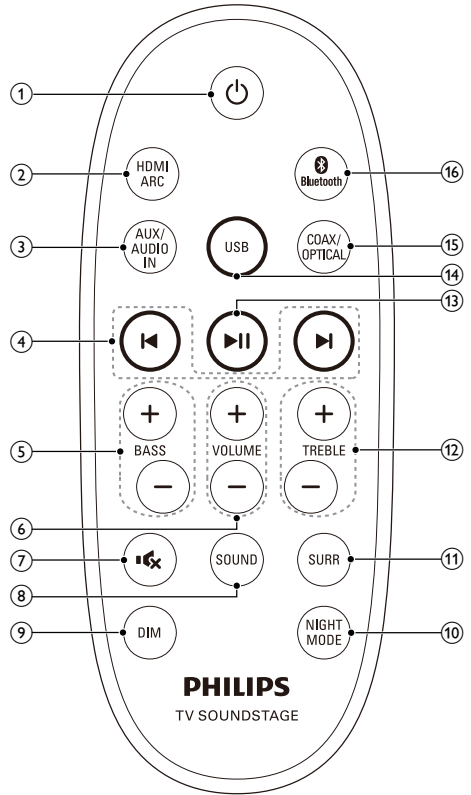 1
2
HDMI
ARC
Bluetooth
16
3
AUX/
AUDIO
IN
USB
COAX/
OPTICAL
15
14
13
4
5
BASS
VOLUME
TREBLE
12
6
7
SOUND
SURR
11
8
9
DIM
NIGHT
MODE
10
PHILIPS
TV SOUNDSTAGE